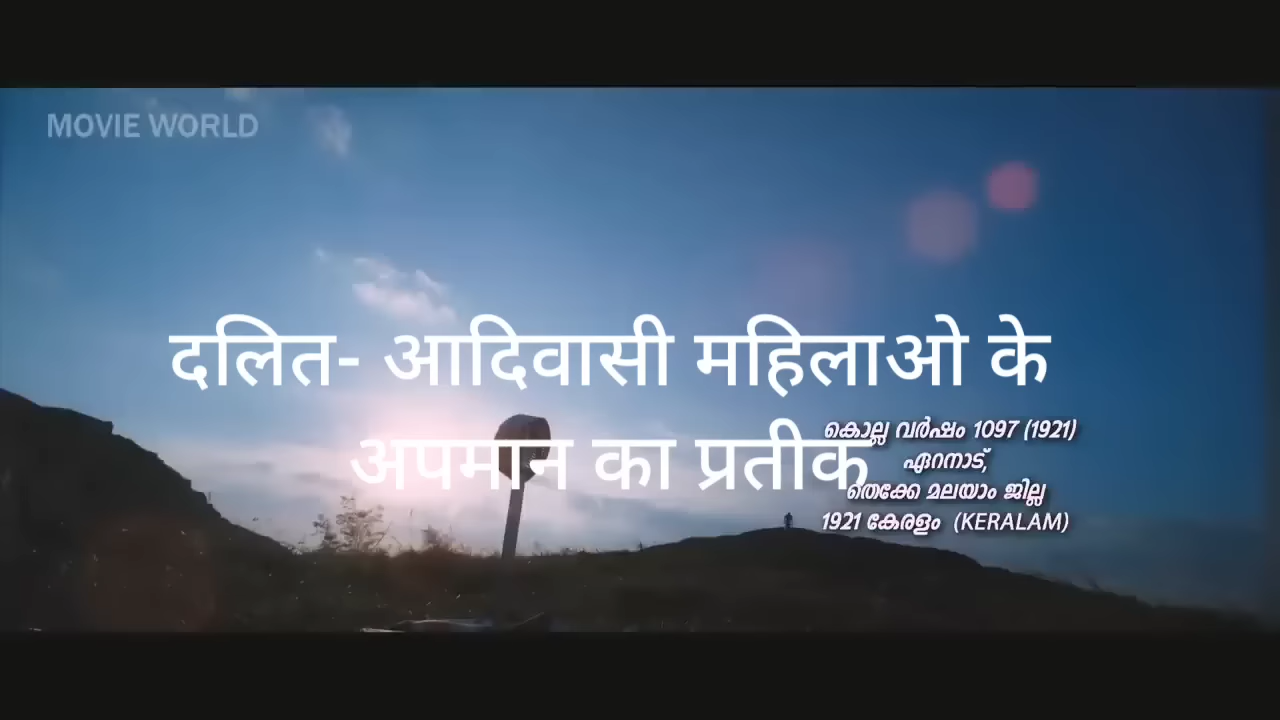 MOVIE WORLD
दलित- आदिवासी महिलाओ के
अपमान का प्रतीक
കൊല്ല വർഷം 1097 (1921)
ഏറനാട്,
തെക്കേ മലയാം ജില്ല
1921 കേരളം (KERALAM)